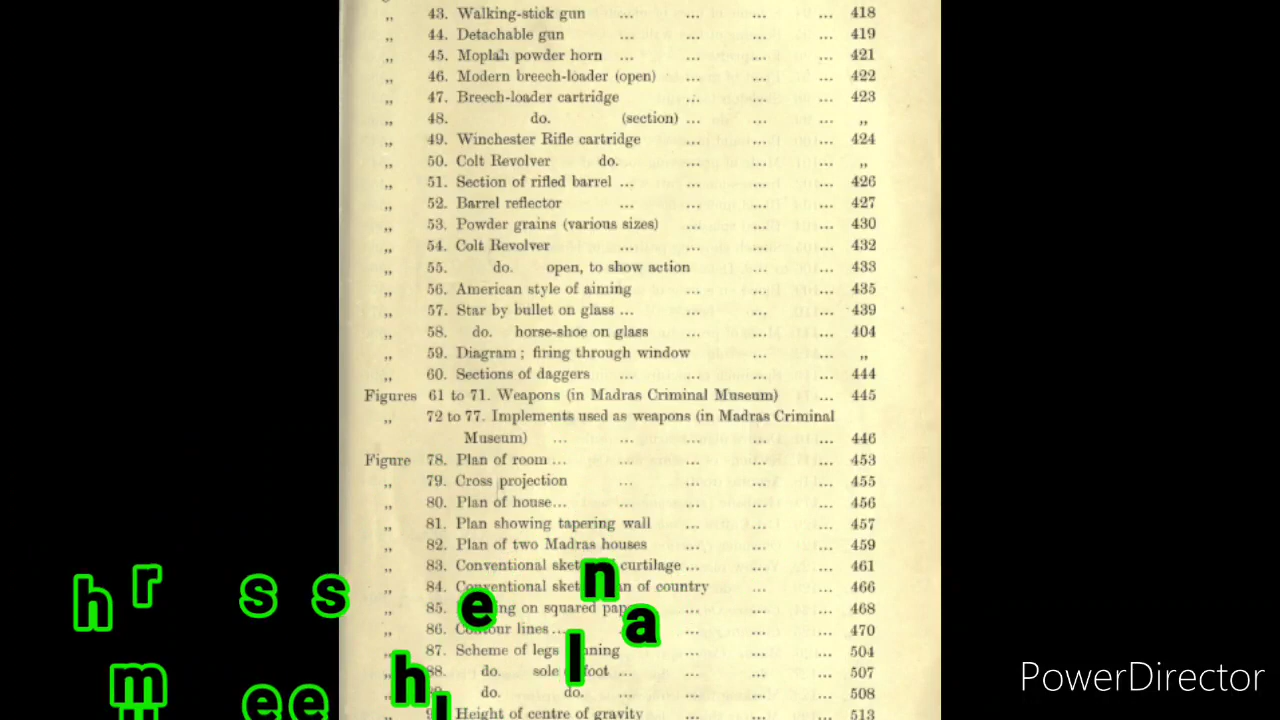 „ 43. Walking-stick gun ... ... ... ... 418
„ 44. Detachable gun ... ... ... ... 419
„ 45. Moplah powder horn ... ... ... ... 421
„ 46. Modern breech-loader (open) ... ... ... 422
„ 47. Breech-loader cartridge ... ... ... 423
„ 48. do. (section) ... ... ... „
„ 49. Winchester Rifle cartridge ... ... ... 424
„ 50. Colt Revolver do. ... ... ... „
„ 51. Section of rifled barrel ... ... ... ... 426
„ 52. Barrel reflector ... ... ... ... 427
„ 53. Powder grains (various sizes) ... ... ... 430
„ 54. Colt Revolver ... ... ... ... 432
„ 55. do. open, to show action ... ... 433
„ 56. American style of aiming ... ... ... 435
„ 57. Star by bullet on glass ... ... ... ... 439
„ 58. do. horse-shoe on glass ... ... ... 404
„ 59. Diagram; firing through window ... ... „
„ 60. Sections of daggers ... ... ... ... 444
Figures 61 to 71. Weapons (in Madras Criminal Museum) ... 445
„ 72 to 77. Implements used as weapons (in Madras Criminal
Museum) ... ... ... ... ... 446
Figure 78. Plan of room ... ... ... ... ... 453
„ 79. Cross projection ... ... ... ... 455
„ 80. Plan of house... ... ... ... ... 456
„ 81. Plan showing tapering wall ... ... ... 457
„ 82. Plan of two Madras houses ... ... ... 459
„ 83. Conventional curtilage ... ... ... 461
„ 84. Conventional of country ... ... 466
„ 85. on squared ... ... ... 468
„ 86. Contour lines ... ... ... ... 470
„ 87. Scheme of legs ... ... ... 504
do. sole foot ... ... ... 507
do. do. ... ... ... 508
Height of centre of gravity ... ... ... 513
h r s s e n a
m e e h l
PowerDirector